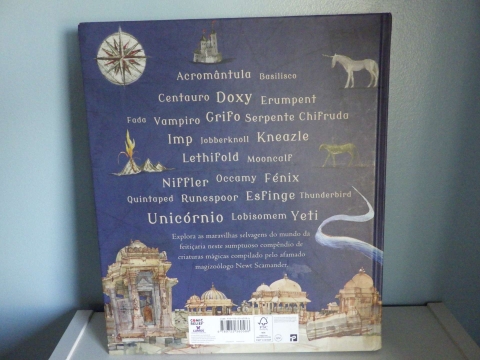 Acromântula Basilisco
Centauro Doxy Erumpent
Fada Vampiro Grifo Serpente Chifruda
Imp Jobberknoll Kneazle
Lethifold Mooncalf
Niffler Occamy Fénix
Quintaped Runespoor Esfinge Thunderbird
Unicórnio Lobisomem Yeti
Explora as maravilhas selvagens do mundo da
feitiçaria neste sumptuoso compêndio de
criaturas mágicas compilado pelo afamado
magizoólogo Newt Scamander.